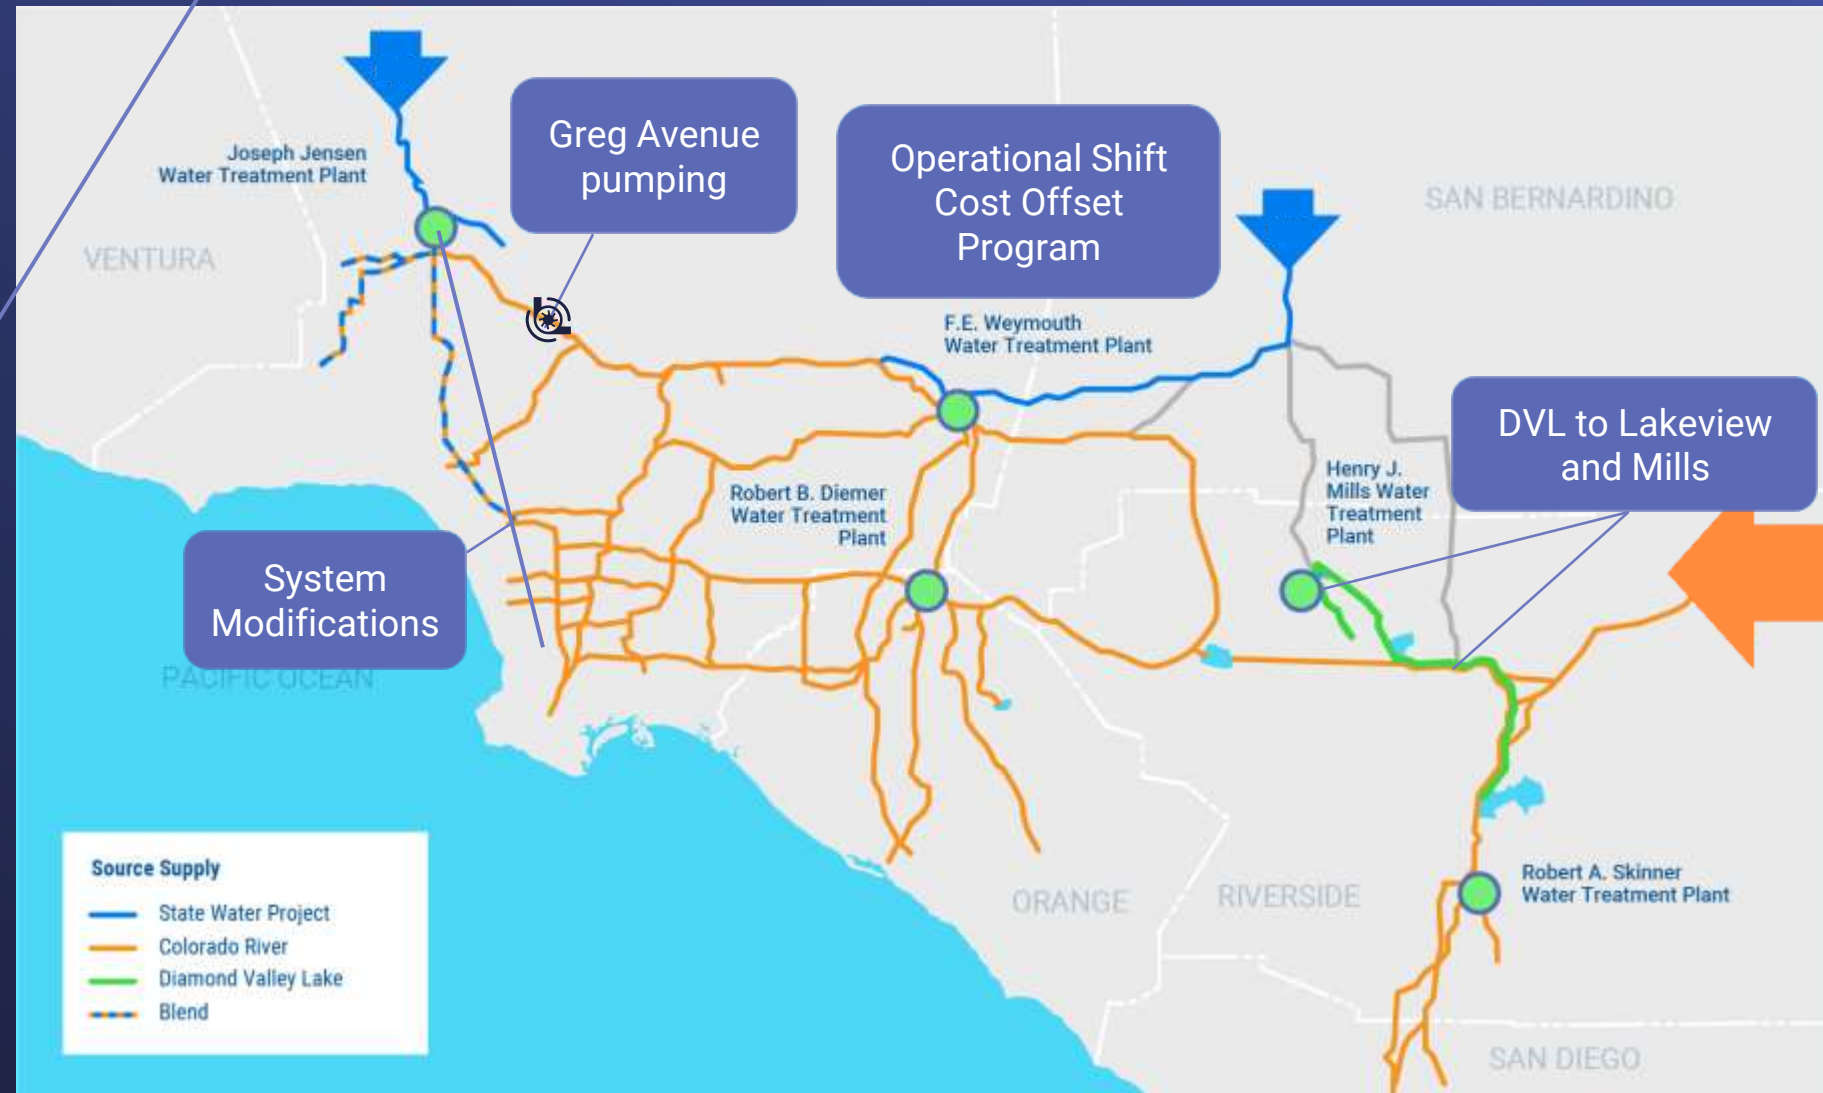 Greg Avenue
pumping
Operational Shift
Cost Offset
Program
Joseph Jensen
Water Treatment Plant
SAN BERNARDINO
VENTURA
F.E. Weymouth
Water Treatment Plant
DVL to Lakeview
and Mills
Henry J.
Mills Water
Treatment
Plant
Robert B. Diemer
Water Treatment
Plant
System
Modifications
PACIFIC OCEAN
Source Supply
State Water Project
Colorado River
Diamond Valley Lake
Blend
ORANGE
RIVERSIDE
Robert A. Skinner
Water Treatment Plant
SAN DIEGO